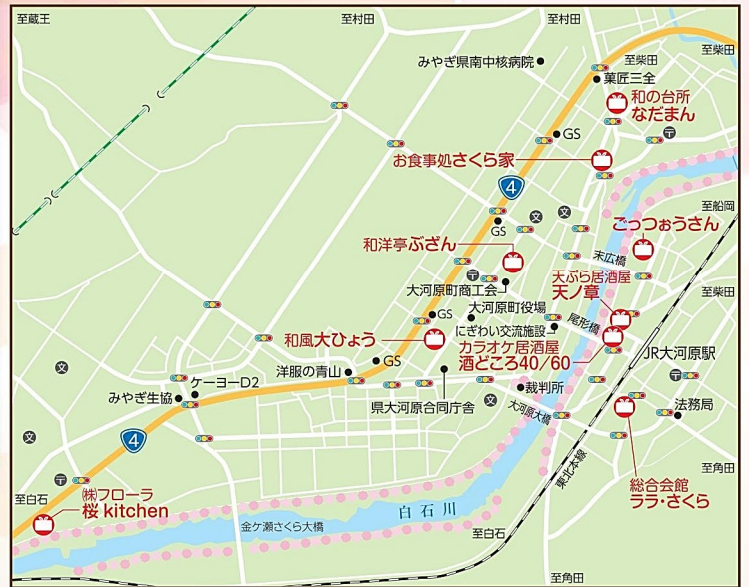 至蔵王
至村田
至村田
至柴田
みやぎ県南中核病院
至柴田
菓匠三全
和の台所
なだまん
GS
お食事処さくら家
4
至船岡
GS
ごっつぉうさん
文
文
和洋亭ぶざん
末広橋
大河原町商工会
天ぷら居酒屋
天ノ章
至柴田
大河原町役場
GS
にぎわい交流施設
尾形橋
和風大ひょう
カラオケ居酒屋
酒どころ40/60
JR大河原駅
GS
洋服の青山
文
ケーヨーD2
みやぎ生協
県大河原合同庁舎
裁判所
文
大河原大橋
法務局
文
4
至角田
東北本線
総合会館
ララ・さくら
至白石
㈱フローラ
桜 kitchen
白石川
金ケ瀬さくら大橋
至白石
至角田